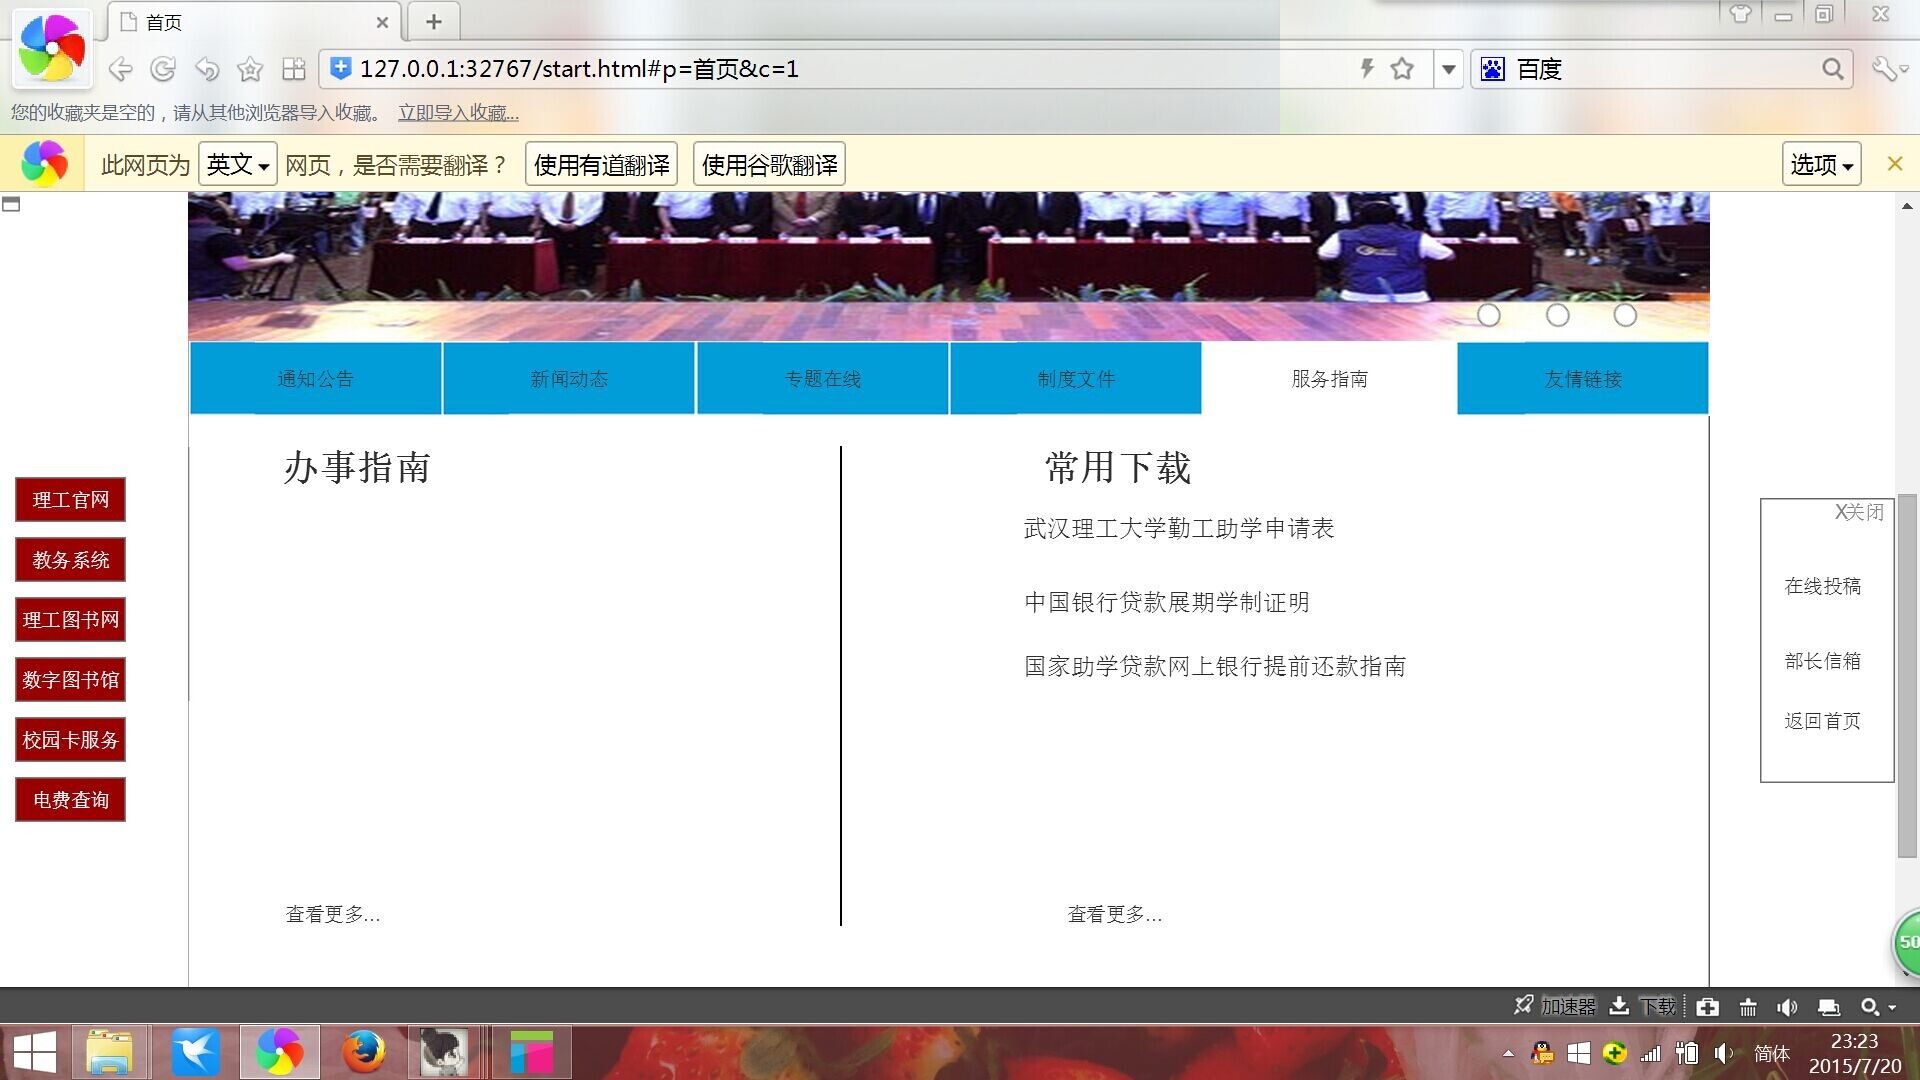 首页
127.0.0.1:32767/start.html#p=首页&c=1
百度
您的收藏夹是空的，请从其他浏览器导入收藏。 立即导入收藏...
此网页为 英文 网页，是否需要翻译？ 使用有道翻译 使用谷歌翻译 选项
通知公告 新闻动态 专题在线 制度文件 服务指南 友情链接
办事指南
常用下载
武汉理工大学勤工助学申请表
中国银行贷款展期学制证明
国家助学贷款网上银行提前还款指南
查看更多...
查看更多...
理工官网
教务系统
理工图书网
数字图书馆
校园卡服务
电费查询
X关闭
在线投稿
部长信箱
返回首页
50
加速器 下载
简体
23:23
2015/7/20